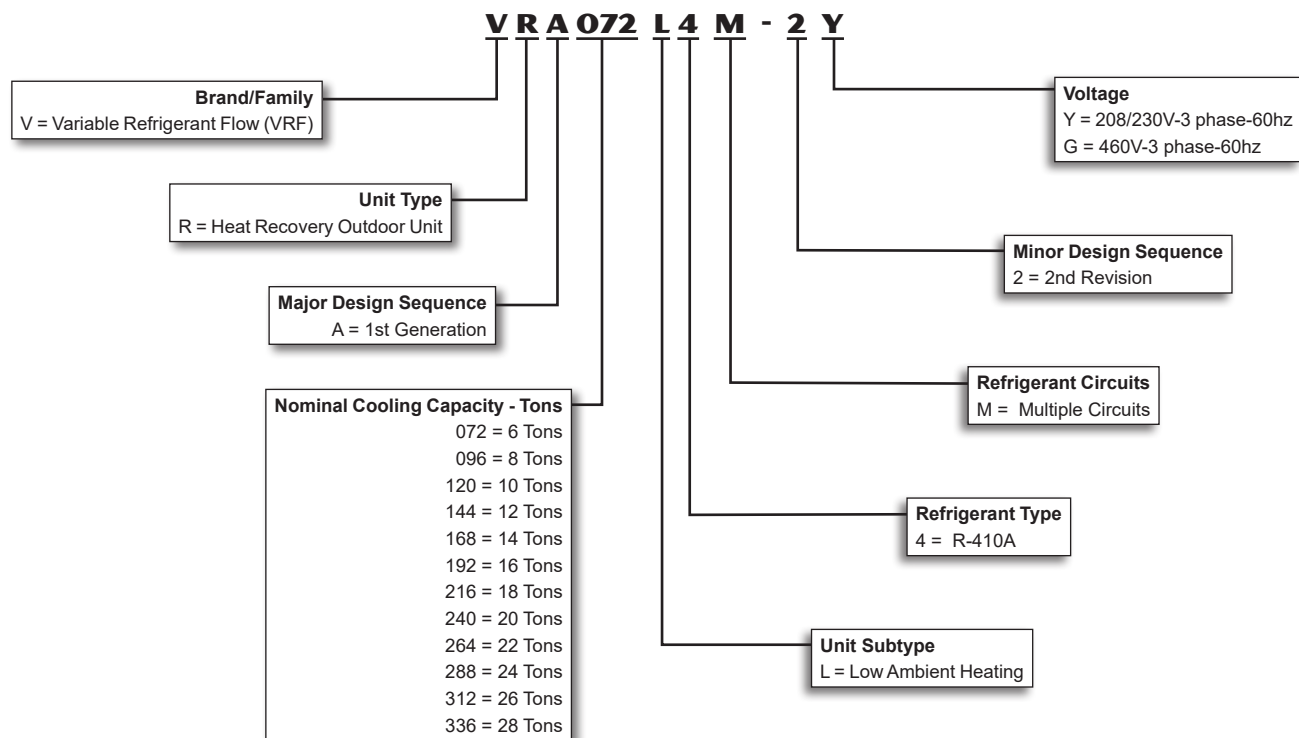 VRA072L4M-2Y
Brand/Family
V = Variable Refrigerant Flow (VRF)
Unit Type
R = Heat Recovery Outdoor Unit
Major Design Sequence
A = 1st Generation
Nominal Cooling Capacity - Tons
072 = 6 Tons
096 = 8 Tons
120 = 10 Tons
144 = 12 Tons
168 = 14 Tons
192 = 16 Tons
216 = 18 Tons
240 = 20 Tons
264 = 22 Tons
288 = 24 Tons
312 = 26 Tons
336 = 28 Tons
Voltage
Y = 208/230V-3 phase-60hz
G = 460V-3 phase-60hz
Minor Design Sequence
2 = 2nd Revision
Refrigerant Circuits
M = Multiple Circuits
Refrigerant Type
4 = R-410A
Unit Subtype
L = Low Ambient Heating